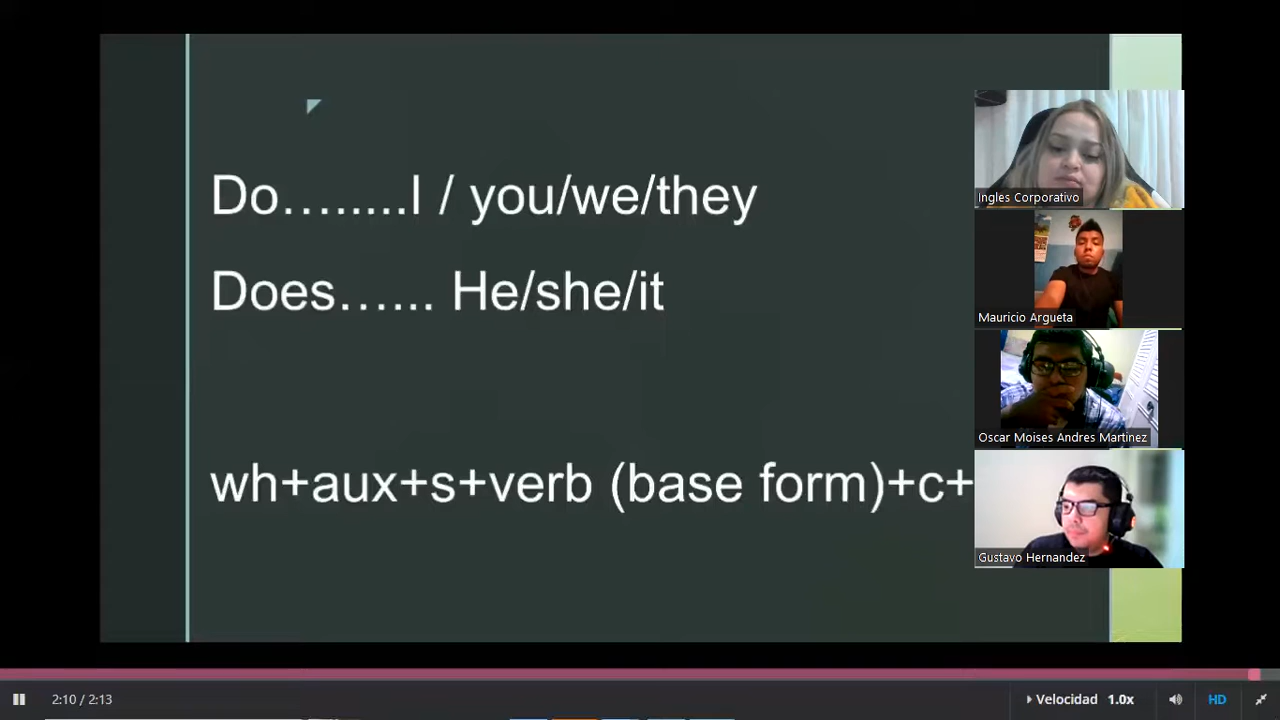 Do….....I / you/we/they
Does…... He/she/it
wh+aux+s+verb (base form)+c+
Ingles Corporativo
Mauricio Argueta
Oscar Moises Andres Martinez
Gustavo Hernandez
2:10 / 2:13
Velocidad 1.0x
HD